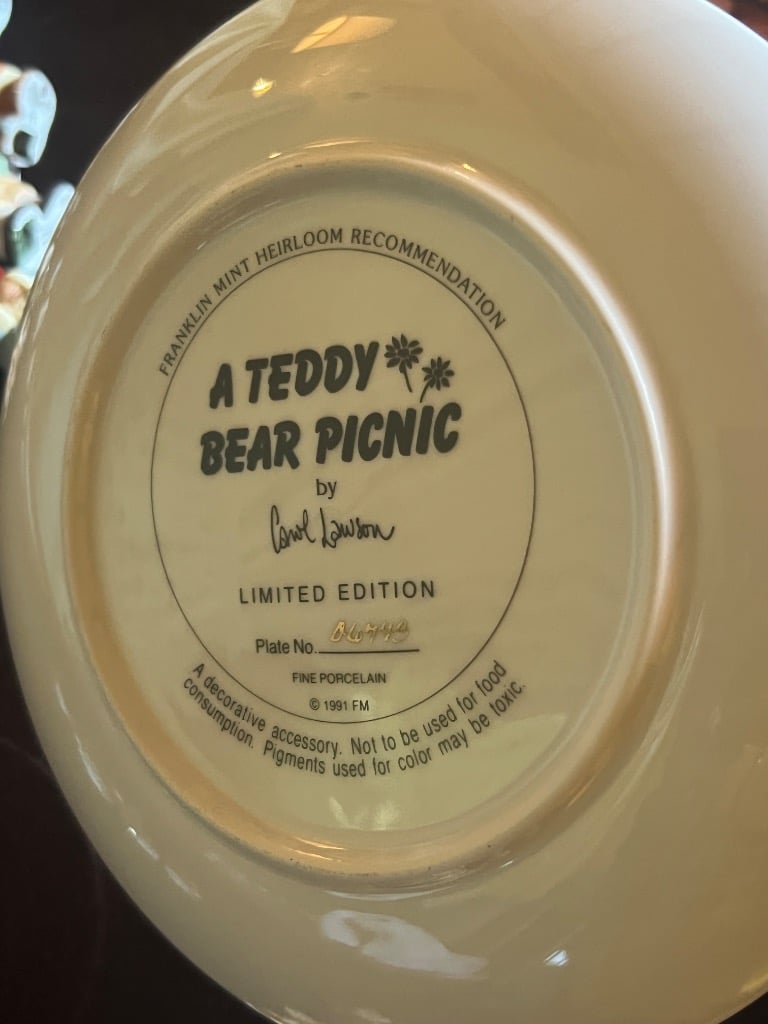 FRANKLIN MINT HEIRLOOM RECOMMENDATION
A TEDDY
BEAR PICNIC
by
Carol Lawson
LIMITED EDITION
Plate No.
FINE PORCELAIN
© 1991 FM
A decorative accessory. Not to be used for food
consumption. Pigments used for color may be toxic.